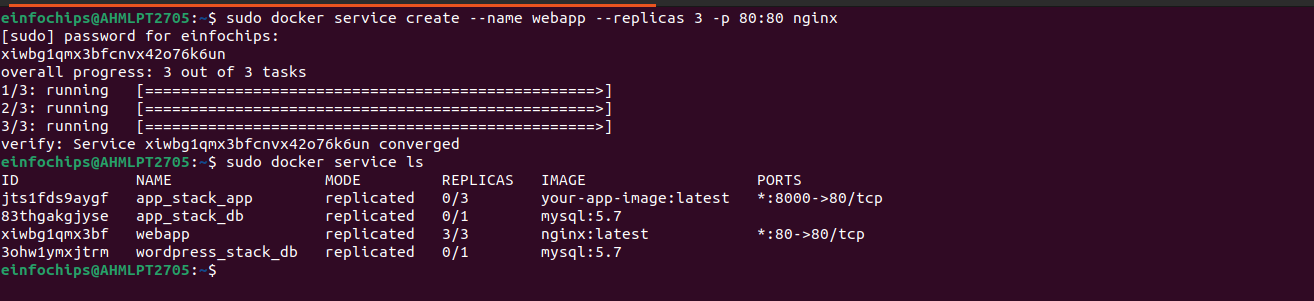 einfochips@AHMLPT2705:~$ sudo docker service create --name webapp --replicas 3 -p 80:80 nginx
[sudo] password for einfochips:
xiwbg1qmx3bfcnvx42o76k6un
overall progress: 3 out of 3 tasks
1/3: running   [==================================================>]
2/3: running   [==================================================>]
3/3: running   [==================================================>]
verify: Service xiwbg1qmx3bfcnvx42o76k6un converged
einfochips@AHMLPT2705:~$ sudo docker service ls
ID             NAME                 MODE         REPLICAS   IMAGE                   PORTS
jts1fds9aygf   app_stack_app        replicated   0/3        your-app-image:latest   *:8000->80/tcp
83thgakgjyse   app_stack_db         replicated   0/1        mysql:5.7
xiwbg1qmx3bf   webapp               replicated   3/3        nginx:latest            *:80->80/tcp
3ohw1ymxjtrm   wordpress_stack_db   replicated   0/1        mysql:5.7
einfochips@AHMLPT2705:~$